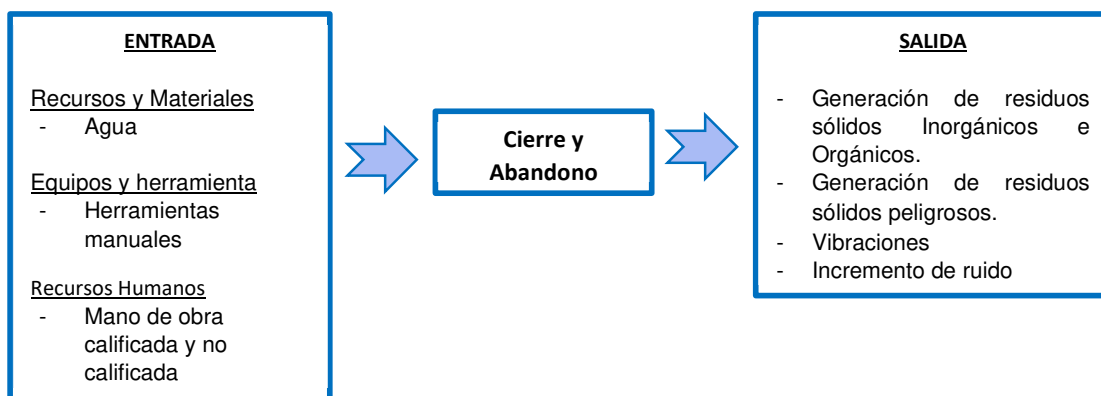 ENTRADA
Recursos y Materiales
- Agua
Equipos y herramienta
- Herramientas
manuales
Recursos Humanos
- Mano de obra
calificada y no
calificada
Cierre y
Abandono
SALIDA
- Generación de residuos
sólidos Inorgánicos e
Orgánicos.
- Generación de residuos
sólidos peligrosos.
- Vibraciones
- Incremento de ruido